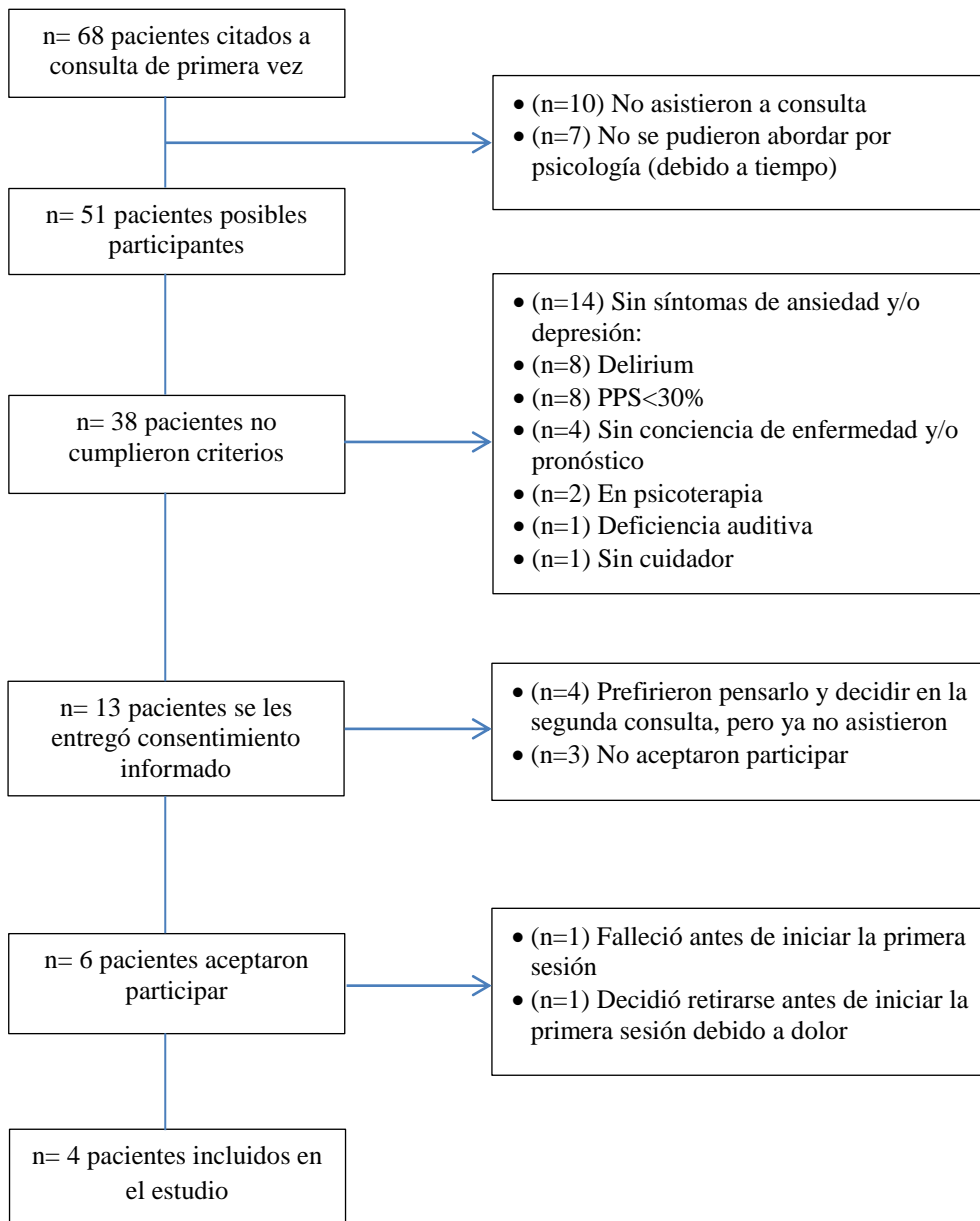 n= 68 pacientes citados a
consulta de primera vez
• (n=10) No asistieron a consulta
• (n=7) No se pudieron abordar por
psicología (debido a tiempo)
n= 51 pacientes posibles
participantes
• (n=14) Sin síntomas de ansiedad y/o
depresión:
• (n=8) Delirium
• (n=8) PPS<30%
• (n=4) Sin conciencia de enfermedad y/o
pronóstico
• (n=2) En psicoterapia
• (n=1) Deficiencia auditiva
• (n=1) Sin cuidador
n= 38 pacientes no
cumplieron criterios
n= 13 pacientes se les
entregó consentimiento
informado
• (n=4) Prefirieron pensarlo y decidir en la
segunda consulta, pero ya no asistieron
• (n=3) No aceptaron participar
n= 6 pacientes aceptaron
participar
• (n=1) Falleció antes de iniciar la primera
sesión
• (n=1) Decidió retirarse antes de iniciar la
primera sesión debido a dolor
n= 4 pacientes incluidos en
el estudio